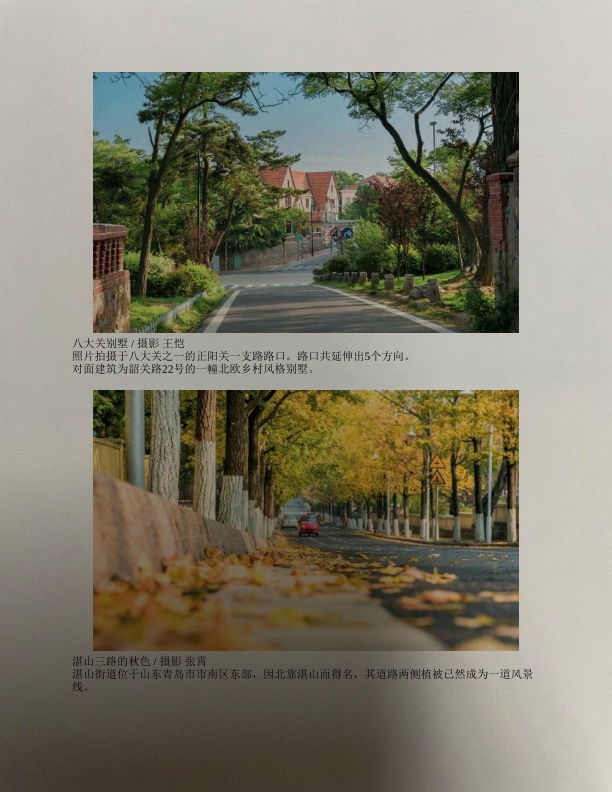 八大关别墅 / 摄影 王恺
照片拍摄于八大关之一的正阳关一支路路口。路口共延伸出5个方向。
对面建筑为韶关路22号的一幢北欧乡村风格别墅。
湛山三路的秋色 / 摄影 张霄
湛山街道位于山东青岛市市南区东部，因北靠湛山而得名，其道路两侧植被已然成为一道风景
线。